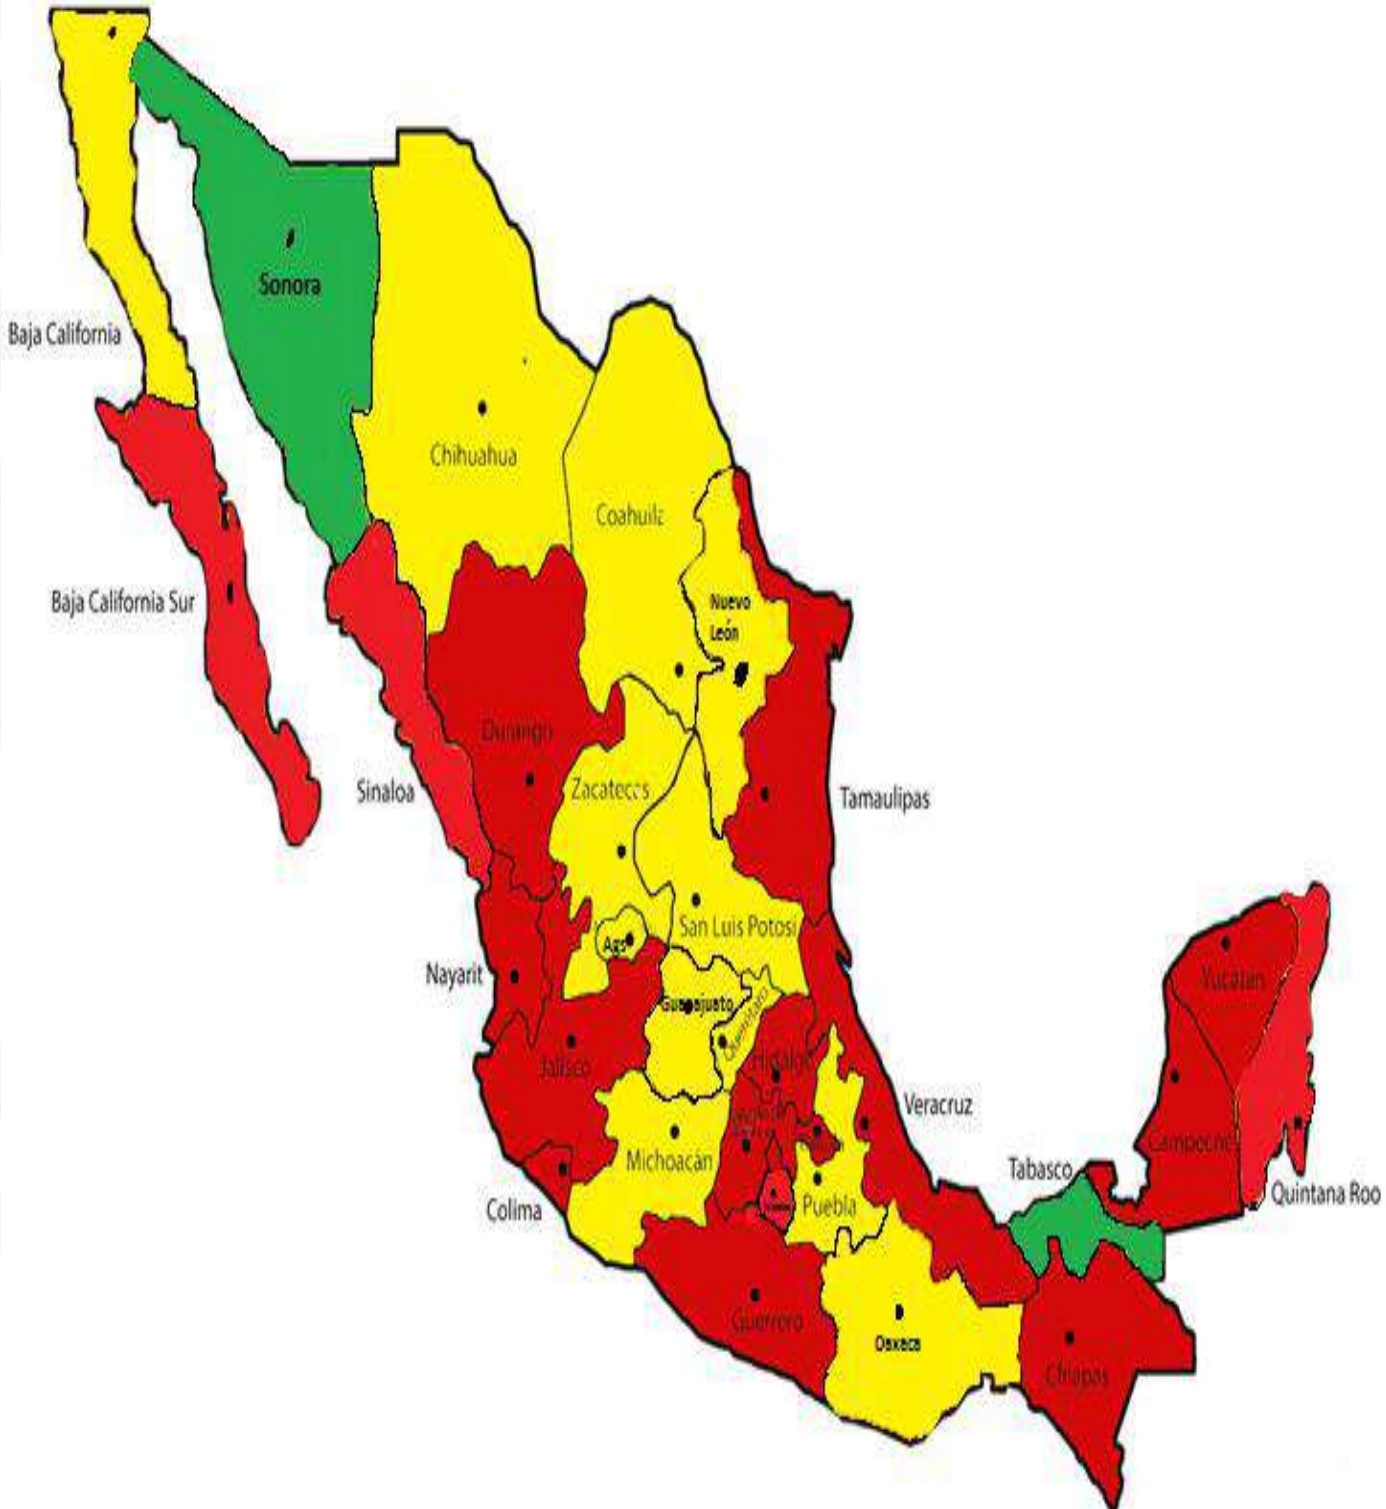 Sonora
Baja California
Chihuahua
Coahuila
Baja California Sur
Nuevo
León
Durango
Sinaloa
Zacatecas
Tamaulipas
San Luis Potosí
Ags
Nayarit
Yucatán
Guanajuato
Querétaro
Jalisco
Hidalgo
Veracruz
Michoacán
Campeche
Tabasco
Puebla
Colima
Quintana Roo
Guerrero
Oaxaca
Chiapas